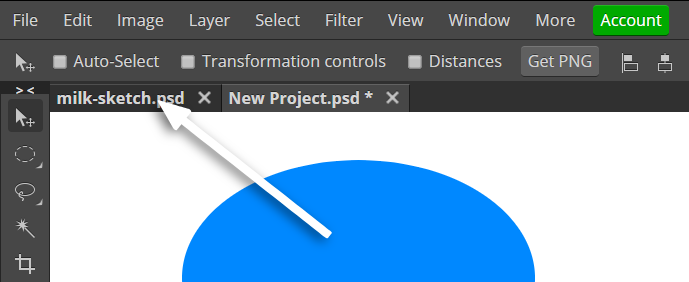 File Edit Image Layer Select Filter View Window More Account
Auto-Select Transformation controls Distances Get PNG
> <
milk-sketch.psd New Project.psd *